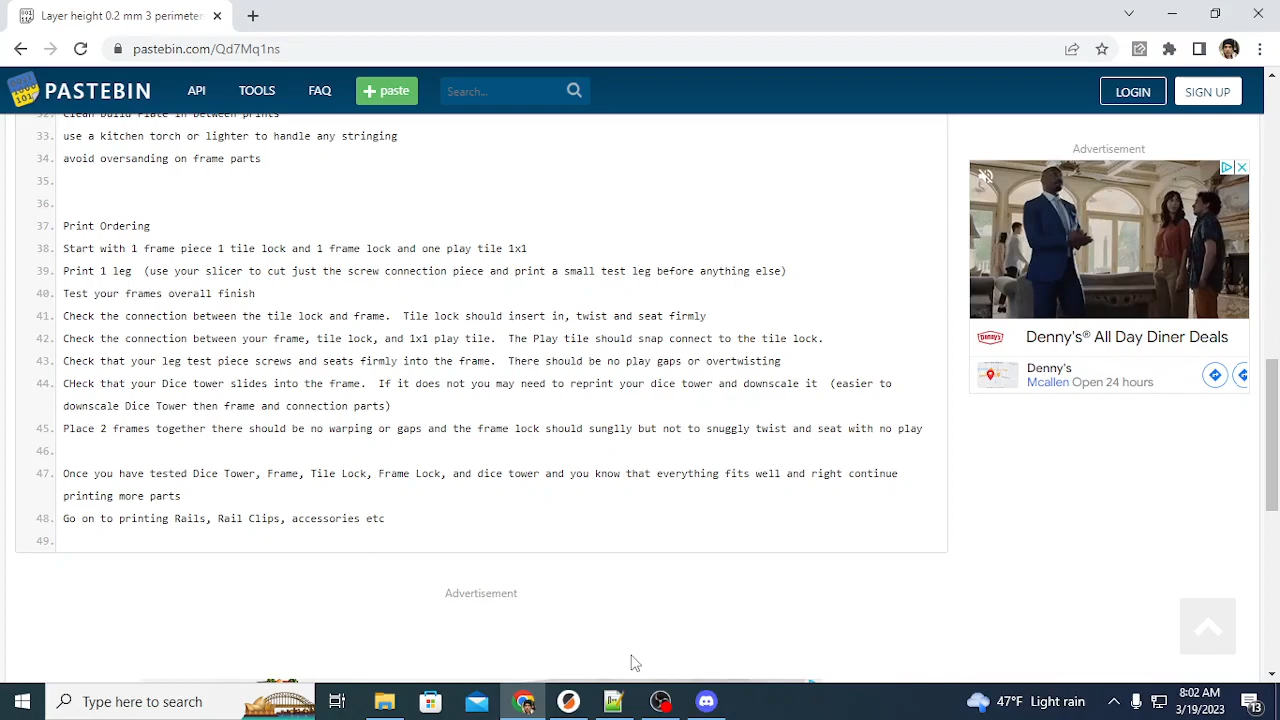 Layer height 0.2 mm 3 perimeter
pastebin.com/Qd7Mq1ns
PASTEBIN API TOOLS FAQ + paste Search... LOGIN SIGN UP
32. Clean Build Plate in between prints
33. use a kitchen torch or lighter to handle any stringing
34. avoid oversanding on frame parts
35.
36.
37. Print Ordering
38. Start with 1 frame piece 1 tile lock and 1 frame lock and one play tile 1x1
39. Print 1 leg  (use your slicer to cut just the screw connection piece and print a small test leg before anything else)
40. Test your frames overall finish
41. Check the connection between the tile lock and frame.  Tile lock should insert in, twist and seat firmly
42. Check the connection between your frame, tile lock, and 1x1 play tile.  The Play tile should snap connect to the tile lock.
43. Check that your leg test piece screws and seats firmly into the frame.  There should be no play gaps or overtwisting
44. CHeck that your Dice tower slides into the frame.  If it does not you may need to reprint your dice tower and downscale it  (easier to
downscale Dice Tower then frame and connection parts)
45. Place 2 frames together there should be no warping or gaps and the frame lock should sunglly but not to snuggly twist and seat with no play
46.
47. Once you have tested Dice Tower, Frame, Tile Lock, Frame Lock, and dice tower and you know that everything fits well and right continue
printing more parts
48. Go on to printing Rails, Rail Clips, accessories etc
49.
Advertisement
Denny's
Denny's® All Day Diner Deals
Denny's
Mcallen Open 24 hours
Advertisement
Type here to search
47°F Light rain
8:02 AM
3/19/2023
13